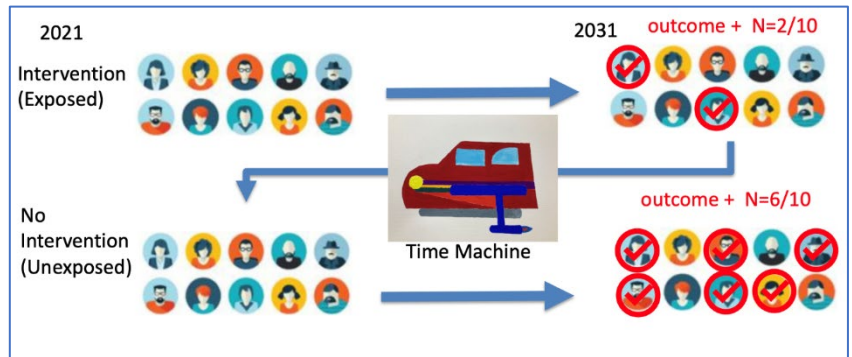 2021
Intervention
(Exposed)
2031
outcome + N=2/10
Time Machine
No
Intervention
(Unexposed)
outcome + N=6/10